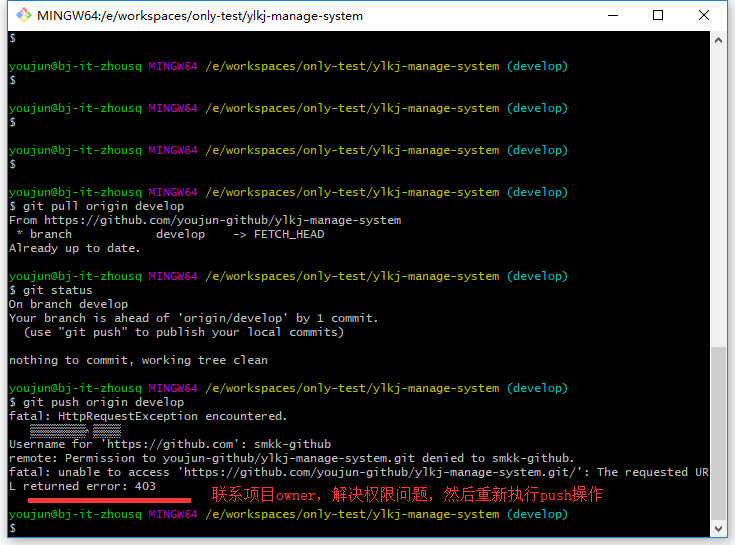 MINGW64:/e/workspaces/only-test/ylkj-manage-system
$
youjun@bj-it-zhousq MINGW64 /e/workspaces/only-test/ylkj-manage-system (develop)
$
youjun@bj-it-zhousq MINGW64 /e/workspaces/only-test/ylkj-manage-system (develop)
$
youjun@bj-it-zhousq MINGW64 /e/workspaces/only-test/ylkj-manage-system (develop)
$
youjun@bj-it-zhousq MINGW64 /e/workspaces/only-test/ylkj-manage-system (develop)
$ git pull origin develop
From https://github.com/youjun-github/ylkj-manage-system
 * branch            develop    -> FETCH_HEAD
Already up to date.
youjun@bj-it-zhousq MINGW64 /e/workspaces/only-test/ylkj-manage-system (develop)
$ git status
On branch develop
Your branch is ahead of 'origin/develop' by 1 commit.
  (use "git push" to publish your local commits)
nothing to commit, working tree clean
youjun@bj-it-zhousq MINGW64 /e/workspaces/only-test/ylkj-manage-system (develop)
$ git push origin develop
fatal: HttpRequestException encountered.
Username for 'https://github.com': smkk-github
remote: Permission to youjun-github/ylkj-manage-system.git denied to smkk-github.
fatal: unable to access 'https://github.com/youjun-github/ylkj-manage-system.git/': The requested UR
L returned error: 403
联系项目owner，解决权限问题，然后重新执行push操作
youjun@bj-it-zhousq MINGW64 /e/workspaces/only-test/ylkj-manage-system (develop)
$